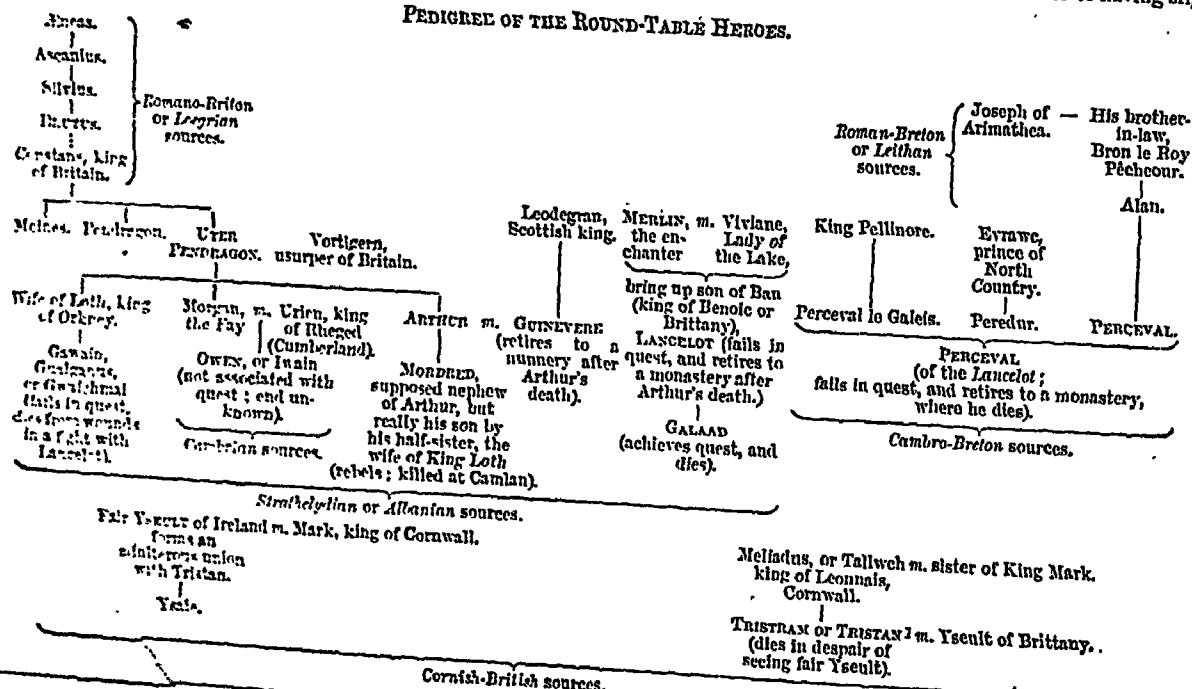 PEDIGREE OF THE ROUND-TABLE HEROES.
Æneas.
Ascanius.
Silvius.
Brutus.
Constans, king
of Britain.
Romano-Briton
or Loegrian
sources.
Roman-Breton
or Leithan
sources.
Joseph of
Arimathea.
— His brother-
in-law,
Bron le Roy
Pêcheour.
Alan.
Moines. Pendragon. UTER
PENDRAGON.
Vortigern,
usurper of Britain.
Leodegran,
Scottish king.
MERLIN, m. Viviane,
the en- Lady of
chanter the Lake,
bring up son of Ban
(king of Benoic or
Brittany),
LANCELOT (fails in
quest, and retires to
a monastery after
Arthur's death.)
GALAAD
(achieves quest, and
dies).
King Pellinore.
Perceval le Galeis.
Evrawc,
prince of
North
Country.
Peredur.
PERCEVAL.
PERCEVAL
(of the Lancelot;
fails in quest, and retires to a monastery,
where he dies).
Cambro-Breton sources.
Wife of Loth, king
of Orkney.
Gawain,
or Gwalchmai
(fails in quest,
dies from wounds
in a fight with
Lancelot).
Morgan, m. Urien, king
the Fay of Rheged
(Cumberland).
OWEN, or Iwain
(not associated with
quest; end un-
known).
Cumbrian sources.
ARTHUR m. GUINEVERE
(retires to a
nunnery after
Arthur's
death).
MORDRED,
supposed nephew
of Arthur, but
really his son by
his half-sister, the
wife of King Loth
(rebels; killed at Camlan).
Strathclydian or Albanian sources.
Fair YSEULT of Ireland m. Mark, king of Cornwall.
forms an
adulterous union
with Tristan.
Ysaie.
Meliadus, or Tallwch m. sister of King Mark.
king of Leonnais,
Cornwall.
TRISTRAM or TRISTAN¹ m. Yseult of Brittany.
(dies in despair of
seeing fair Yseult).
Cornish-British sources.